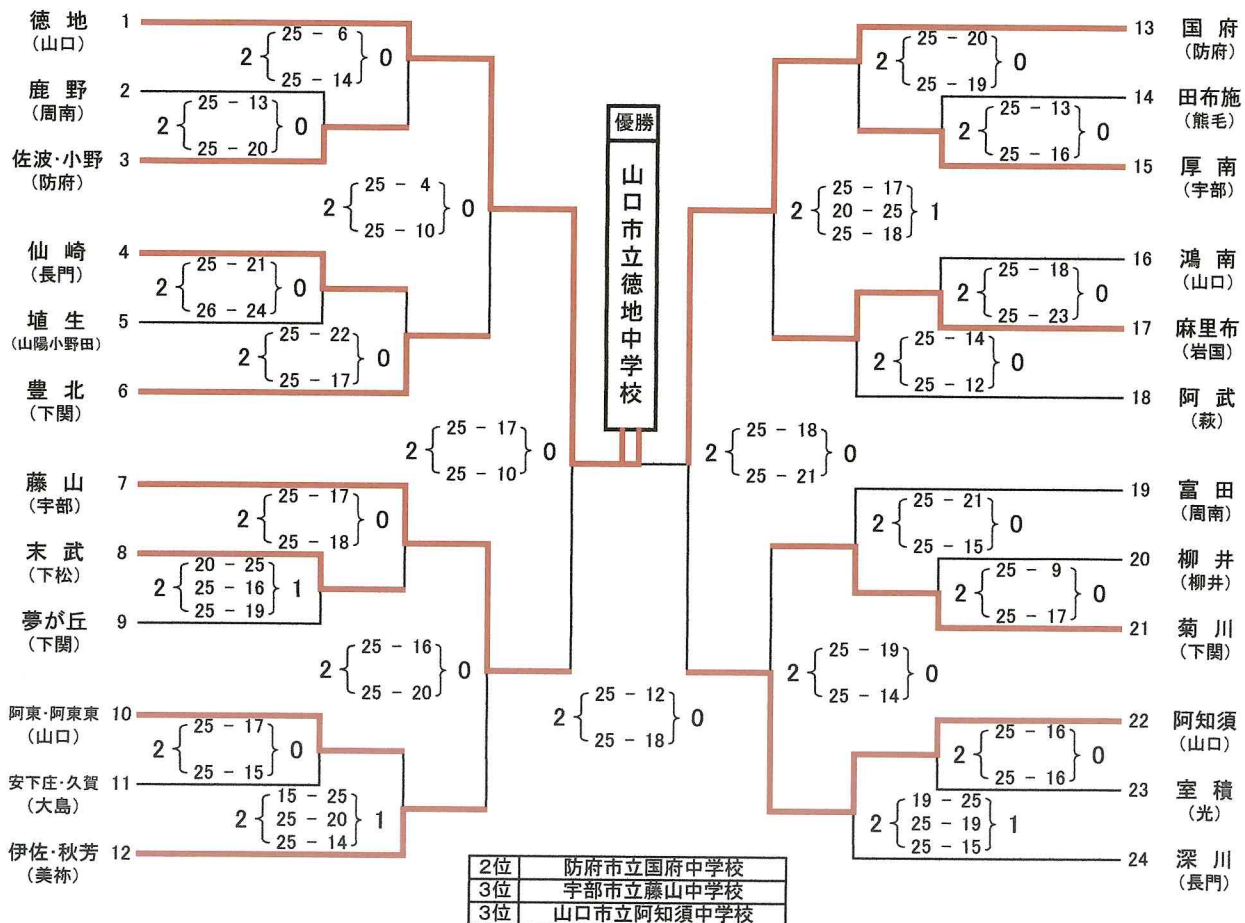 徳 地 1
(山口)
2 { 25 - 6
25 - 14 } 0
鹿 野 2
(周南)
2 { 25 - 13
25 - 20 } 0
佐波・小野 3
(防府)
2 { 25 - 4
25 - 10 } 0
仙 崎 4
(長門)
2 { 25 - 21
26 - 24 } 0
埴 生 5
(山陽小野田)
2 { 25 - 22
25 - 17 } 0
豊 北 6
(下関)
2 { 25 - 17
25 - 10 } 0
藤 山 7
(宇部)
2 { 25 - 17
25 - 18 } 0
末 武 8
(下松)
2 { 20 - 25
25 - 16
25 - 19 } 1
夢が丘 9
(下関)
2 { 25 - 16
25 - 20 } 0
阿東・阿東東 10
(山口)
2 { 25 - 17
25 - 15 } 0
安下庄・久賀 11
(大島)
2 { 15 - 25
25 - 20
25 - 14 } 1
伊佐・秋芳 12
(美祢)
優勝
山口市立徳地中学校
2 { 25 - 12
25 - 18 } 0
13 国 府
(防府)
2 { 25 - 20
25 - 19 } 0
14 田布施
(熊毛)
2 { 25 - 13
25 - 16 } 0
15 厚 南
(宇部)
2 { 25 - 17
20 - 25
25 - 18 } 1
16 鴻 南
(山口)
2 { 25 - 18
25 - 23 } 0
17 麻里布
(岩国)
2 { 25 - 14
25 - 12 } 0
18 阿 武
(萩)
2 { 25 - 18
25 - 21 } 0
19 富 田
(周南)
2 { 25 - 21
25 - 15 } 0
20 柳 井
(柳井)
2 { 25 - 9
25 - 17 } 0
21 菊 川
(下関)
2 { 25 - 19
25 - 14 } 0
22 阿知須
(山口)
2 { 25 - 16
25 - 16 } 0
23 室 積
(光)
2 { 19 - 25
25 - 19
25 - 15 } 1
24 深 川
(長門)
2位 防府市立国府中学校
3位 宇部市立藤山中学校
3位 山口市立阿知須中学校